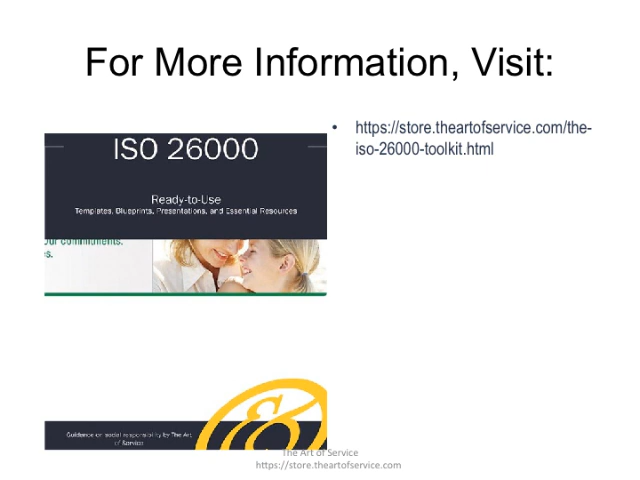 For More Information, Visit:
ISO 26000
Ready-to-Use
Templates, Blueprints, Presentations, and Essential Resources
our commitments.
s.
Guidance on social responsibility by The Art
of Service
• https://store.theartofservice.com/the-
iso-26000-toolkit.html
The Art of Service
https://store.theartofservice.com